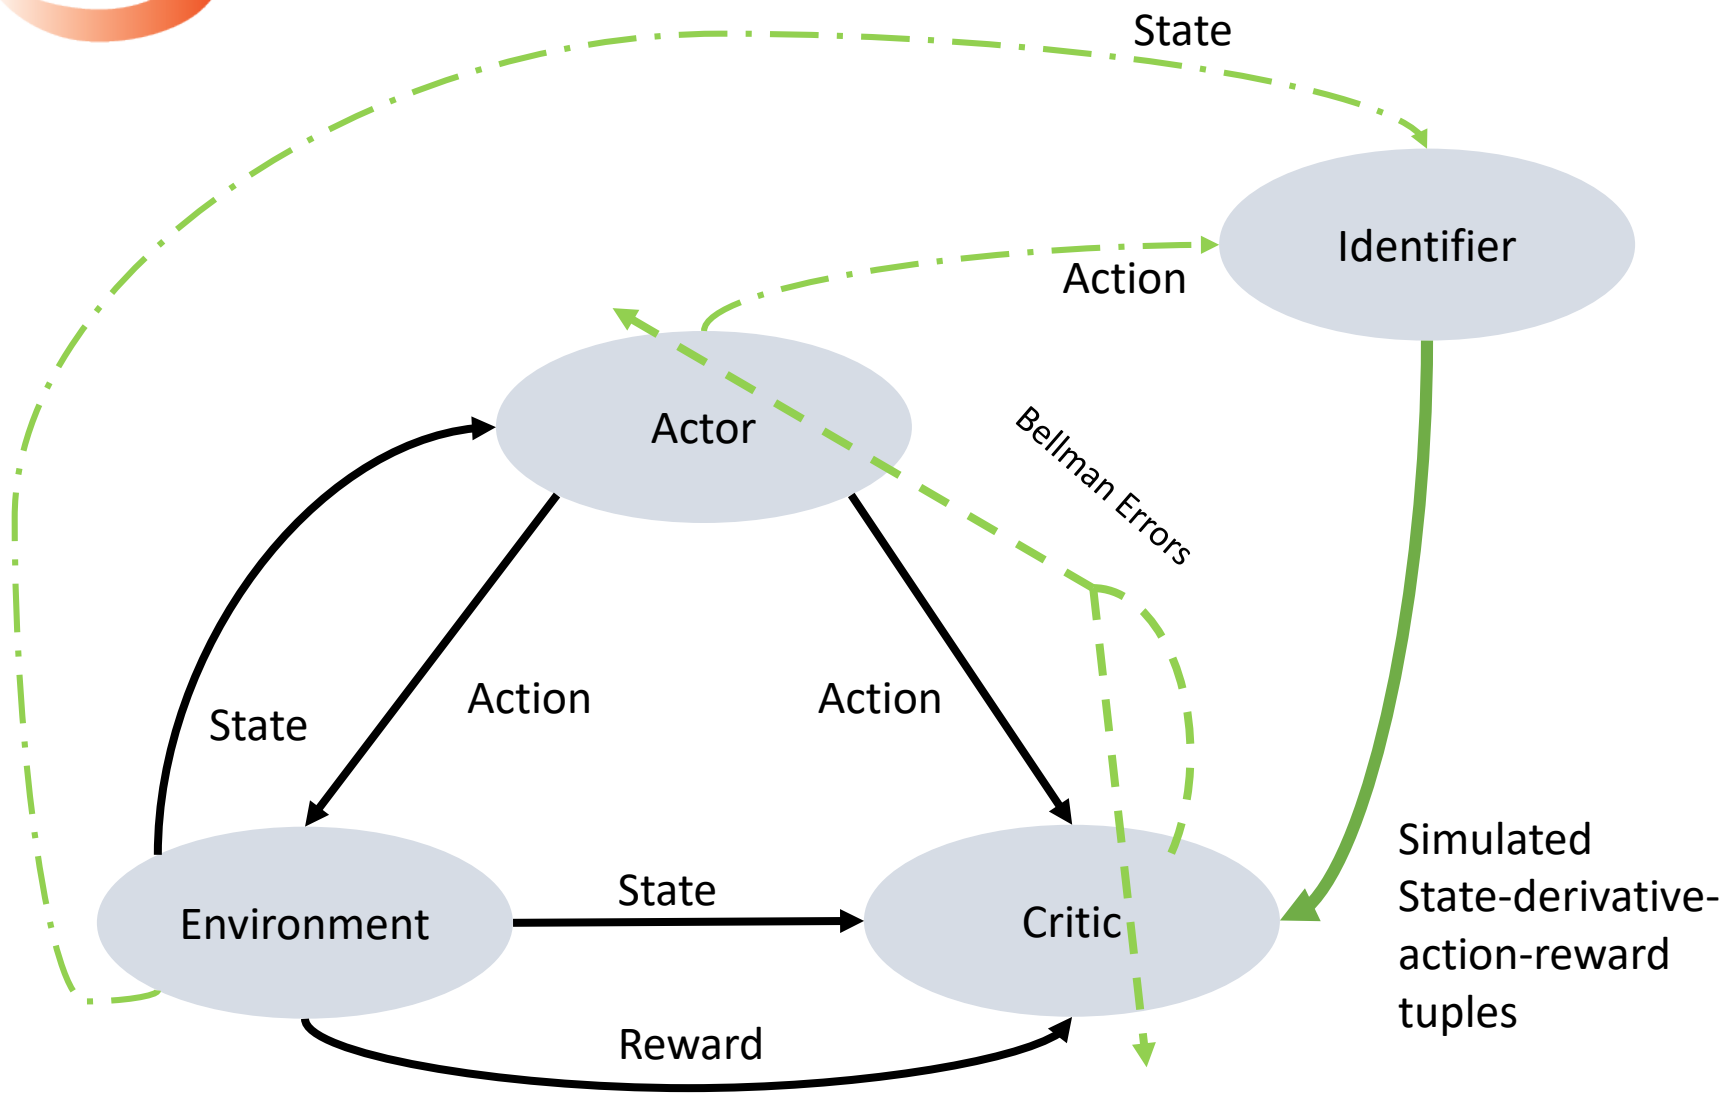 State
Identifier
Action
Actor
Bellman Errors
Action
Action
State
Simulated
State-derivative-
action-reward
tuples
State
Environment
Critic
Reward